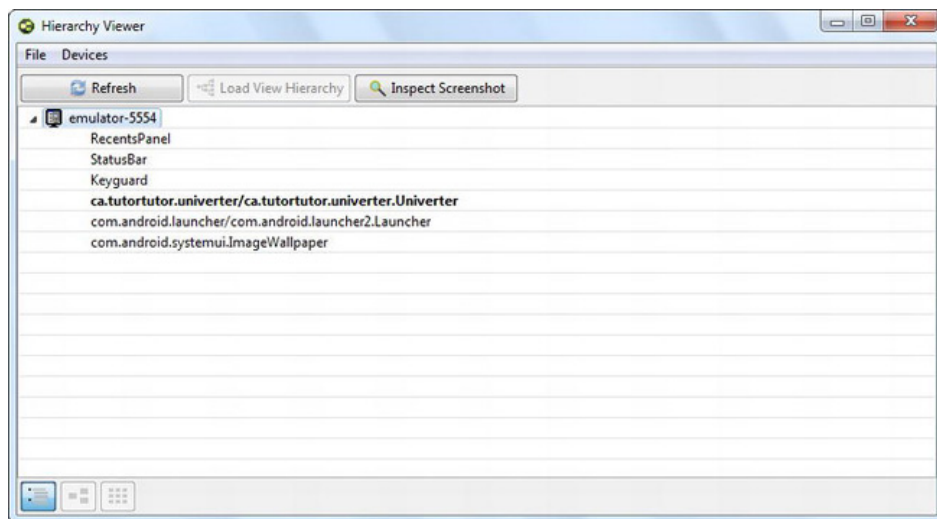 Hierarchy Viewer
File Devices
Refresh Load View Hierarchy Inspect Screenshot
emulator-5554
RecentsPanel
StatusBar
Keyguard
ca.tutortutor.univerter/ca.tutortutor.univerter.Univerter
com.android.launcher/com.android.launcher2.Launcher
com.android.systemui.ImageWallpaper